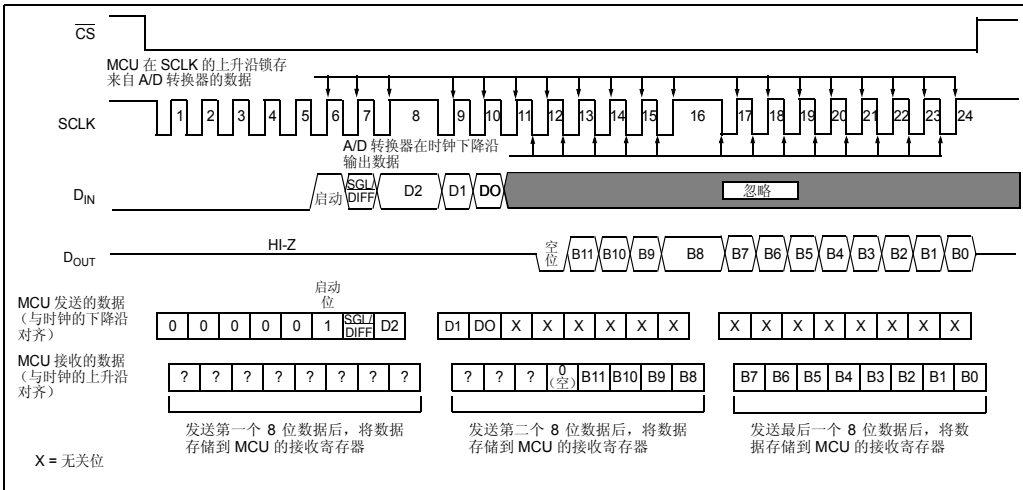 CS
MCU 在 SCLK 的上升沿锁存
来自 A/D 转换器的数据
SCLK
1 2 3 4 5 6 7 8 9 10 11 12 13 14 15 16 17 18 19 20 21 22 23 24
A/D 转换器在时钟下降沿
输出数据
DIN
启动 SGL/DIFF D2 D1 DO 忽略
DOUT
HI-Z
空位 B11 B10 B9 B8 B7 B6 B5 B4 B3 B2 B1 B0
启动
位
MCU 发送的数据
（与时钟的下降沿
对齐）
0 0 0 0 0 1 SGL/DIFF D2 D1 DO X X X X X X X X X X X X X X
MCU 接收的数据
（与时钟的上升沿
对齐）
? ? ? ? ? ? ? ? ? ? ? 0(空) B11 B10 B9 B8 B7 B6 B5 B4 B3 B2 B1 B0
发送第一个 8 位数据后，将数据
存储到 MCU 的接收寄存器
发送第二个 8 位数据后，将数据
存储到 MCU 的接收寄存器
发送最后一个 8 位数据后，将数
据存储到 MCU 的接收寄存器
X = 无关位